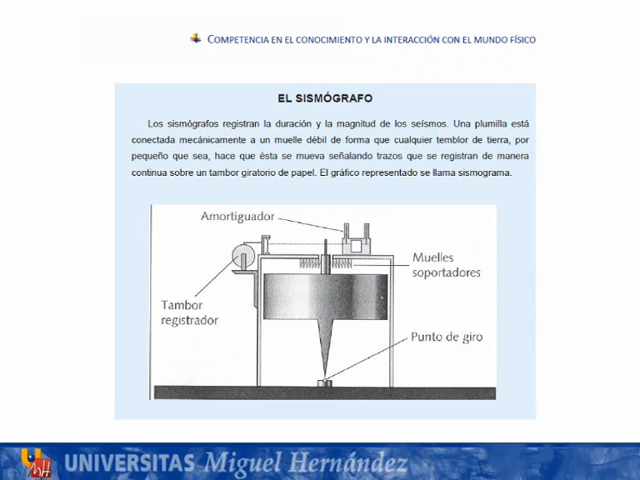 COMPETENCIA EN EL CONOCIMIENTO Y LA INTERACCIÓN CON EL MUNDO FÍSICO
EL SISMÓGRAFO
Los sismógrafos registran la duración y la magnitud de los seísmos. Una plumilla está
conectada mecánicamente a un muelle débil de forma que cualquier temblor de tierra, por
pequeño que sea, hace que ésta se mueva señalando trazos que se registran de manera
continua sobre un tambor giratorio de papel. El gráfico representado se llama sismograma.
Amortiguador
Muelles
soportadores
Tambor
registrador
Punto de giro
UNIVERSITAS Miguel Hernández